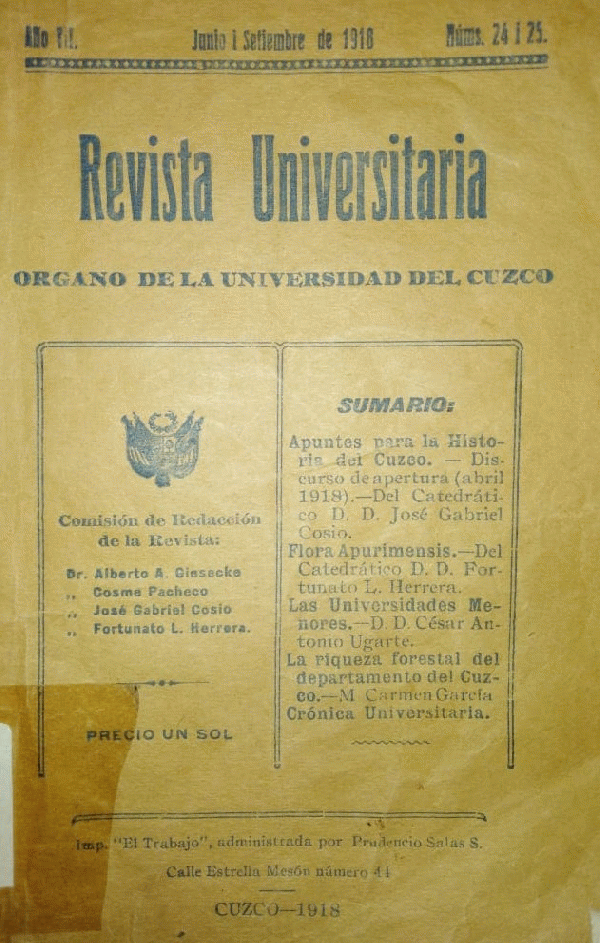 Año VII. Junio i Setiembre de 1918 Núms. 24 i 25.
Revista Universitaria
ORGANO DE LA UNIVERSIDAD DEL CUZCO
Comisión de Redacción
de la Revista:
Dr. Alberto A. Giesecke
„ Cosme Pacheco
„ José Gabriel Cosio
„ Fortunato L. Herrera.
PRECIO UN SOL
SUMARIO:
Apuntes para la Histo-
ria del Cuzco. — Dis-
curso de apertura (abril
1918).—Del Catedráti-
co D. D. José Gabriel
Cosio.
Flora Apurimensis.—Del
Catedrático D. D. For-
tunato L. Herrera.
Las Universidades Me-
nores.—D. D. César An-
tonio Ugarte.
La riqueza forestal del
departamento del Cuz-
co.—M Carmen García
Crónica Universitaria.
Imp. "El Trabajo", administrada por Prudencio Salas S.
Calle Estrella Mesón número 44
CUZCO—1918